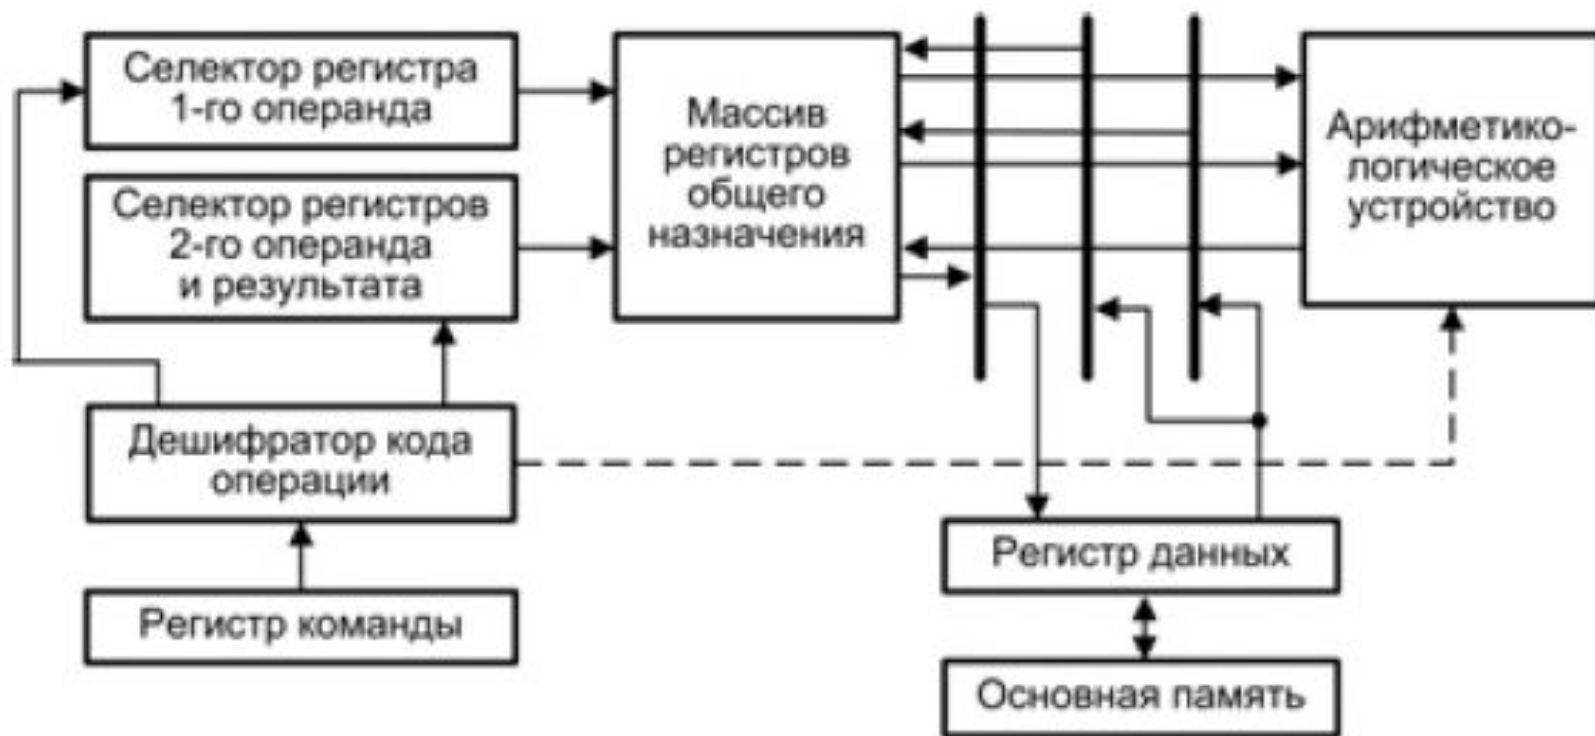 Селектор регистра
1-го операнда
Селектор регистров
2-го операнда
и результата
Массив
регистров
общего
назначения
Арифметико-
логическое
устройство
Дешифратор кода
операции
Регистр команды
Регистр данных
Основная память